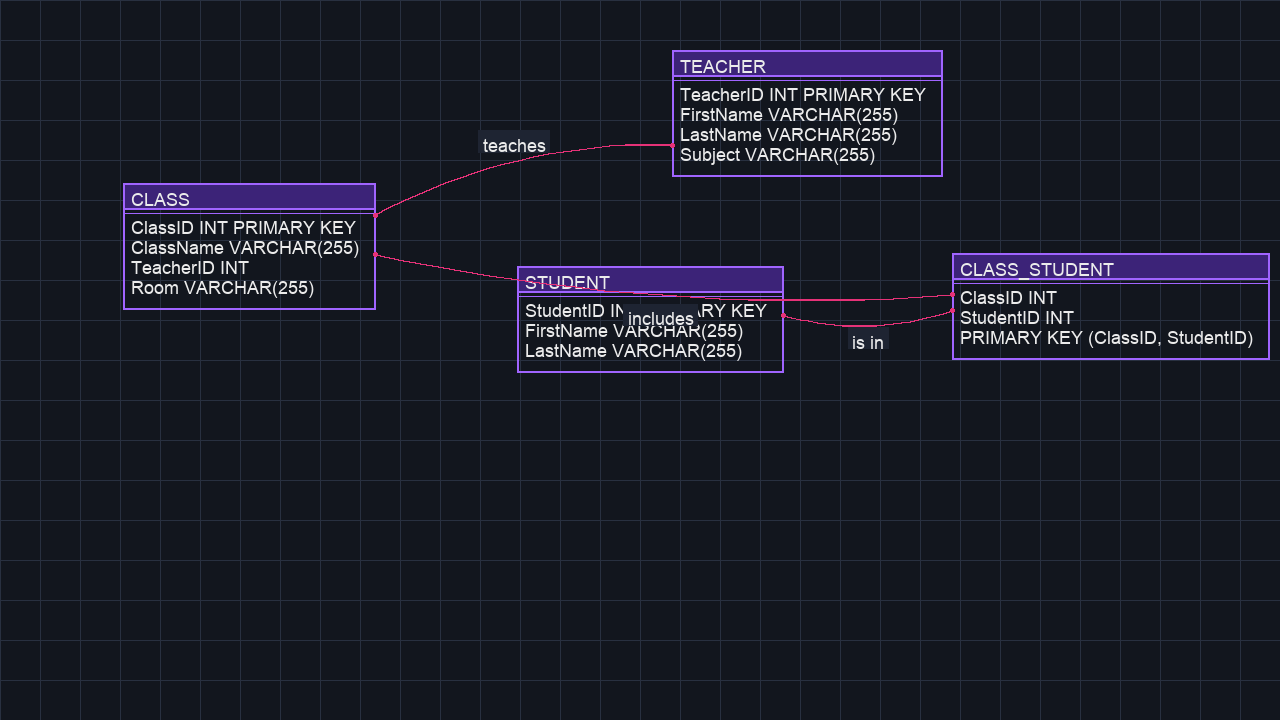 TEACHER
TeacherID INT PRIMARY KEY
FirstName VARCHAR(255)
LastName VARCHAR(255)
Subject VARCHAR(255)
teaches
CLASS
ClassID INT PRIMARY KEY
ClassName VARCHAR(255)
TeacherID INT
Room VARCHAR(255)
STUDENT
StudentID IN ARY KEY
includes
FirstName VARCHAR(255)
LastName VARCHAR(255)
is in
CLASS_STUDENT
ClassID INT
StudentID INT
PRIMARY KEY (ClassID, StudentID)